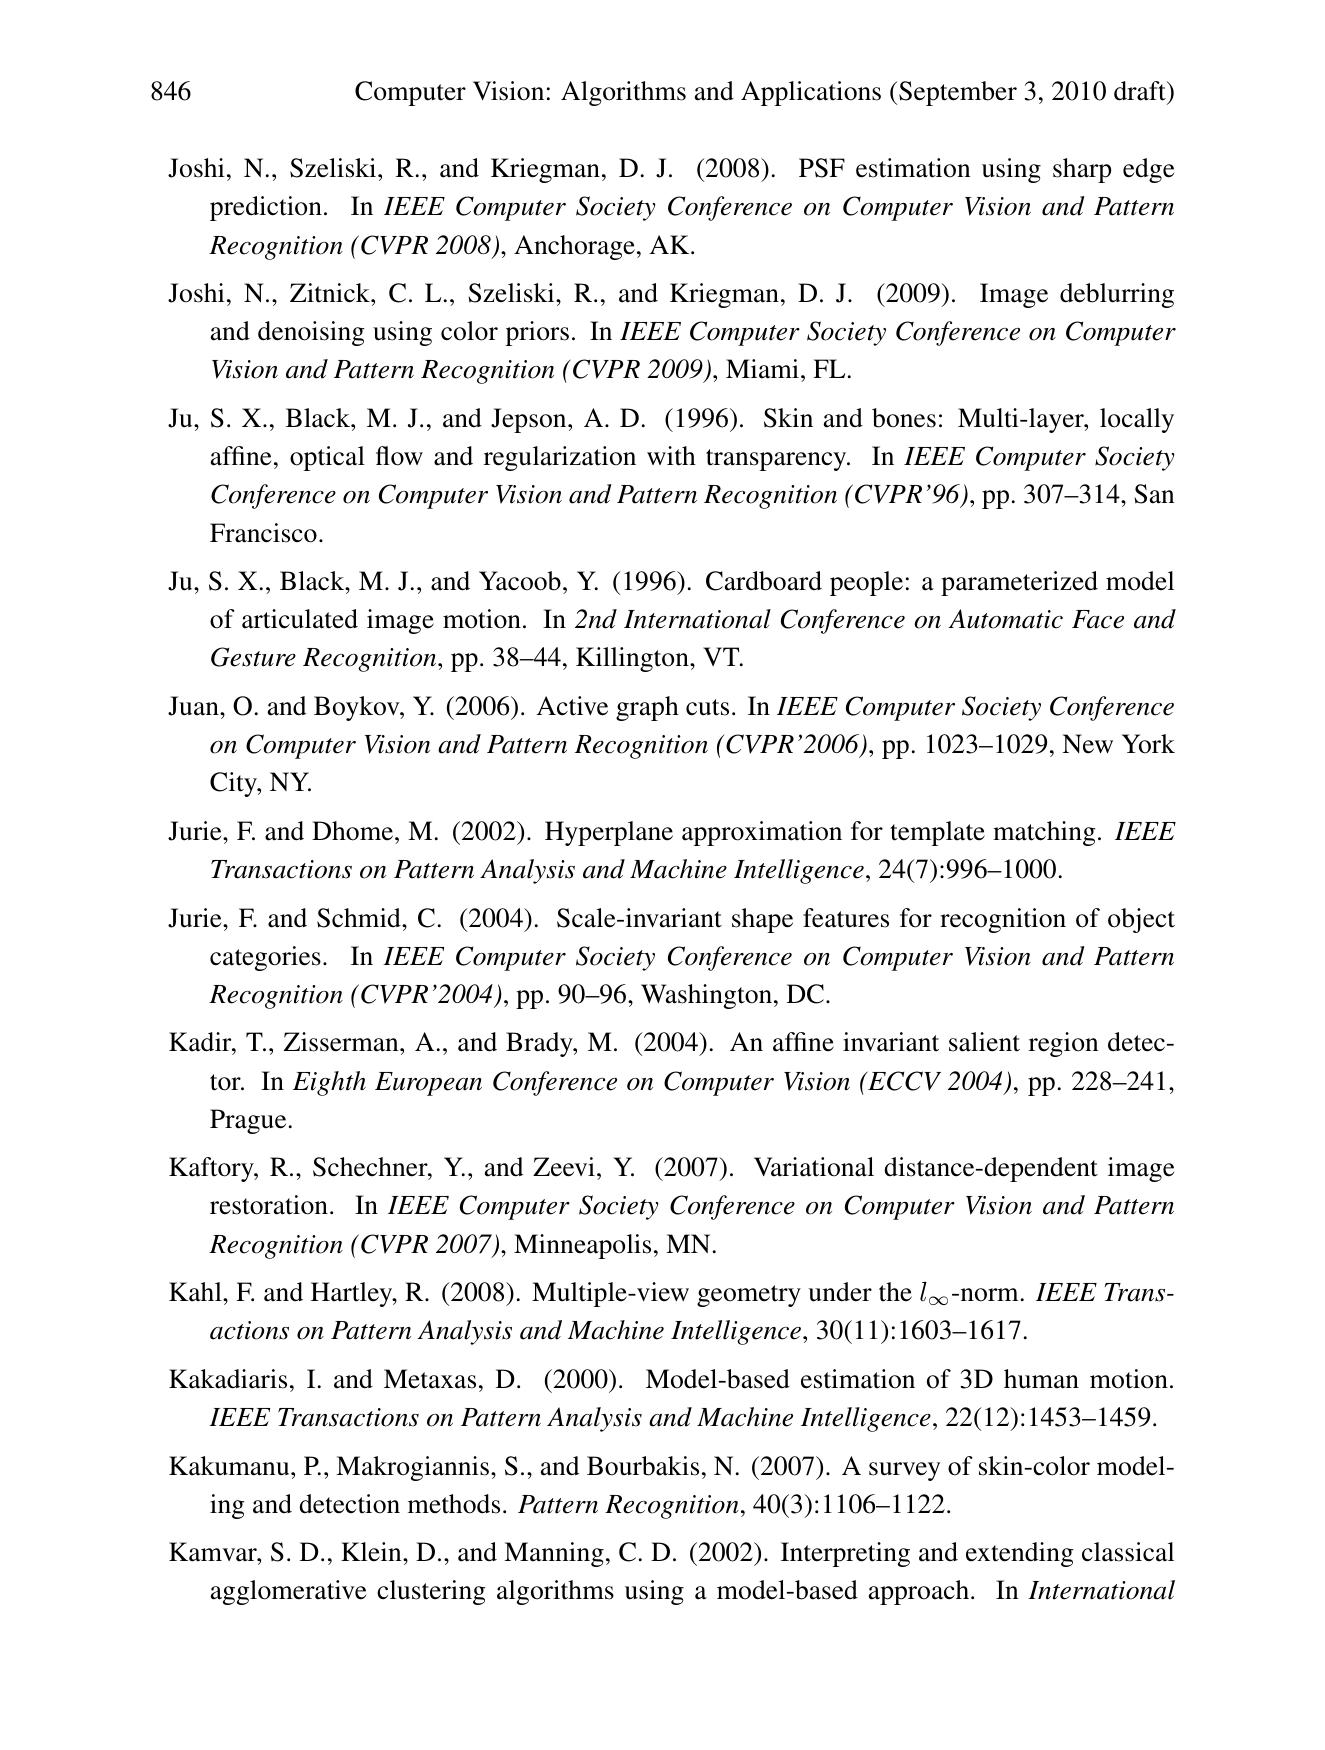 846 Computer Vision: Algorithms and Applications (September 3, 2010 draft)
Joshi, N., Szeliski, R., and Kriegman, D. J. (2008). PSF estimation using sharp edge
prediction. In IEEE Computer Society Conference on Computer Vision and Pattern
Recognition (CVPR 2008), Anchorage, AK.
Joshi, N., Zitnick, C. L., Szeliski, R., and Kriegman, D. J. (2009). Image deblurring
and denoising using color priors. In IEEE Computer Society Conference on Computer
Vision and Pattern Recognition (CVPR 2009), Miami, FL.
Ju, S. X., Black, M. J., and Jepson, A. D. (1996). Skin and bones: Multi-layer, locally
affine, optical flow and regularization with transparency. In IEEE Computer Society
Conference on Computer Vision and Pattern Recognition (CVPR’96), pp. 307–314, San
Francisco.
Ju, S. X., Black, M. J., and Yacoob, Y. (1996). Cardboard people: a parameterized model
of articulated image motion. In 2nd International Conference on Automatic Face and
Gesture Recognition, pp. 38–44, Killington, VT.
Juan, O. and Boykov, Y. (2006). Active graph cuts. In IEEE Computer Society Conference
on Computer Vision and Pattern Recognition (CVPR’2006), pp. 1023–1029, New York
City, NY.
Jurie, F. and Dhome, M. (2002). Hyperplane approximation for template matching. IEEE
Transactions on Pattern Analysis and Machine Intelligence, 24(7):996–1000.
Jurie, F. and Schmid, C. (2004). Scale-invariant shape features for recognition of object
categories. In IEEE Computer Society Conference on Computer Vision and Pattern
Recognition (CVPR’2004), pp. 90–96, Washington, DC.
Kadir, T., Zisserman, A., and Brady, M. (2004). An affine invariant salient region detec-
tor. In Eighth European Conference on Computer Vision (ECCV 2004), pp. 228–241,
Prague.
Kaftory, R., Schechner, Y., and Zeevi, Y. (2007). Variational distance-dependent image
restoration. In IEEE Computer Society Conference on Computer Vision and Pattern
Recognition (CVPR 2007), Minneapolis, MN.
Kahl, F. and Hartley, R. (2008). Multiple-view geometry under the l∞-norm. IEEE Trans-
actions on Pattern Analysis and Machine Intelligence, 30(11):1603–1617.
Kakadiaris, I. and Metaxas, D. (2000). Model-based estimation of 3D human motion.
IEEE Transactions on Pattern Analysis and Machine Intelligence, 22(12):1453–1459.
Kakumanu, P., Makrogiannis, S., and Bourbakis, N. (2007). A survey of skin-color model-
ing and detection methods. Pattern Recognition, 40(3):1106–1122.
Kamvar, S. D., Klein, D., and Manning, C. D. (2002). Interpreting and extending classical
agglomerative clustering algorithms using a model-based approach. In International